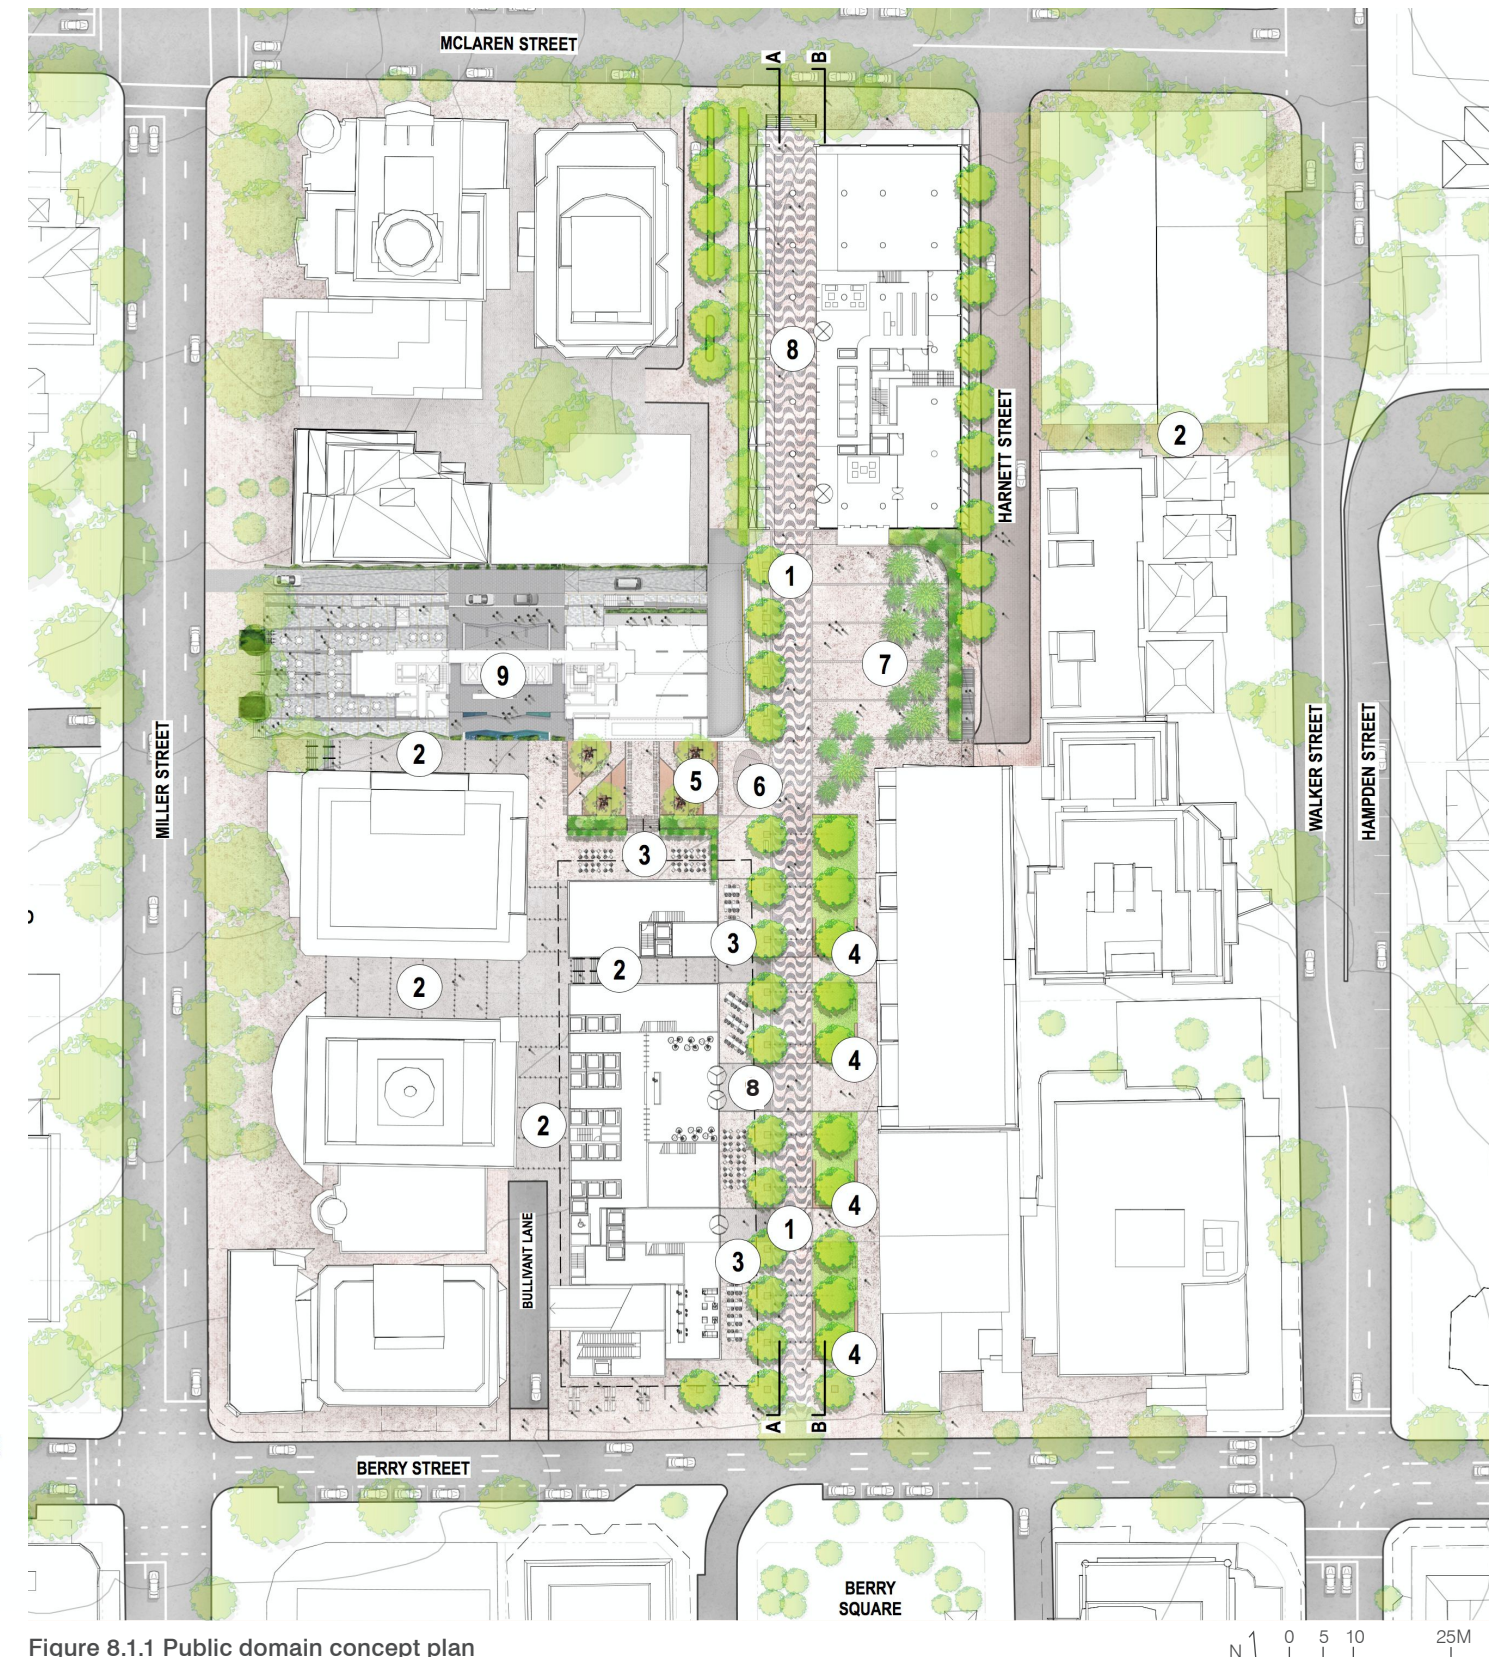 MCLAREN STREET
A
B
8
HARNETT STREET
2
1
7
9
2
5
6
MILLER STREET
WALKER STREET
HAMPDEN STREET
3
3
4
2
2
4
8
2
4
1
3
BULLIVANT LANE
4
A
B
BERRY STREET
BERRY
SQUARE
Figure 8.1.1 Public domain concept plan
N
0 5 10 25M